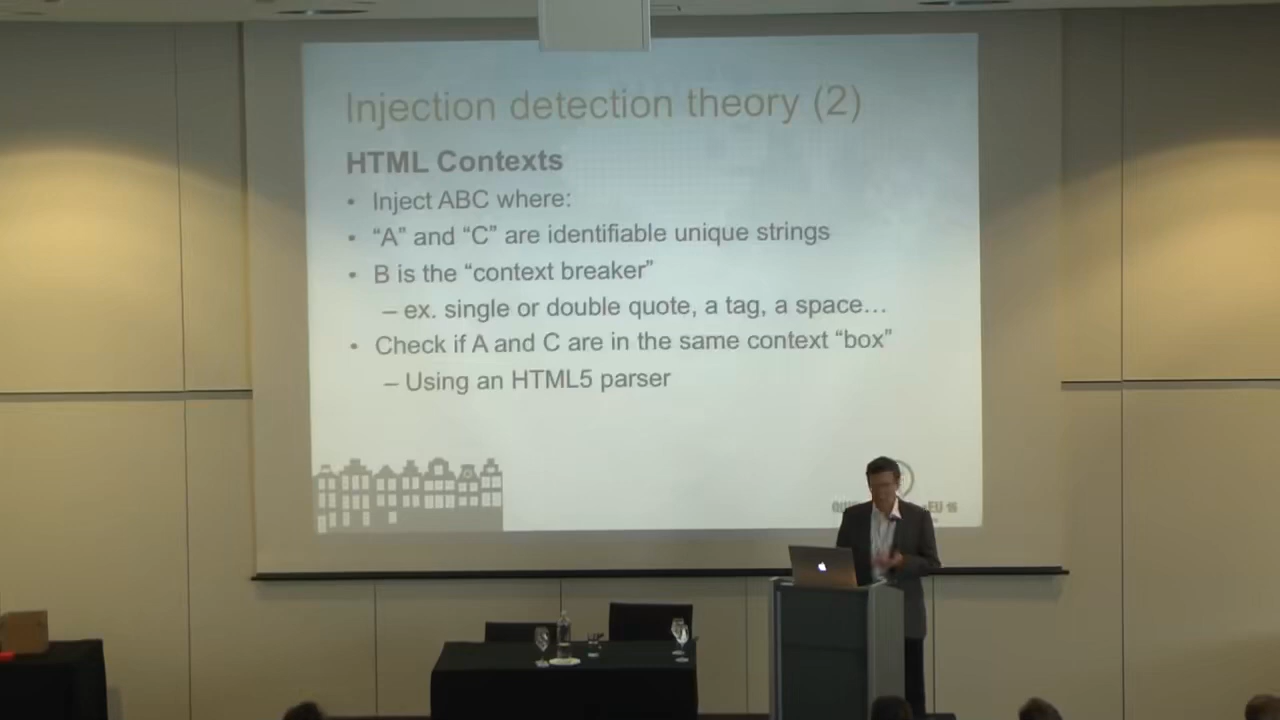 Injection detection theory (2)
HTML Contexts
• Inject ABC where:
• “A” and “C” are identifiable unique strings
• B is the “context breaker”
– ex. single or double quote, a tag, a space…
• Check if A and C are in the same context “box”
– Using an HTML5 parser